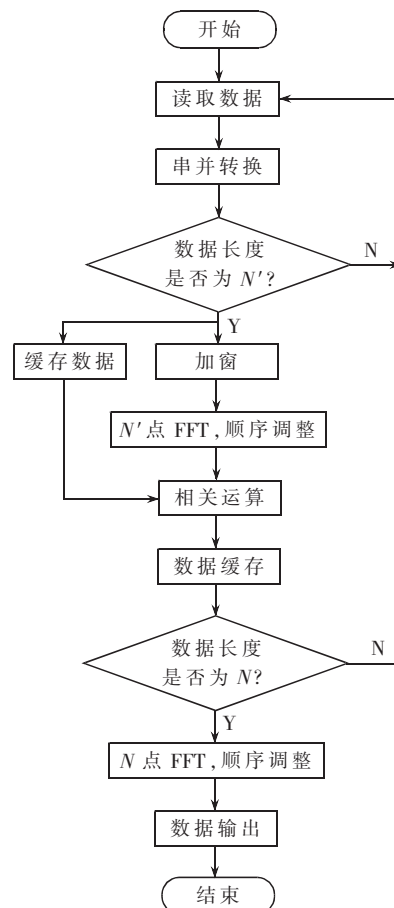 开始
读取数据
串并转换
数据长度
是否为 N′?
N
Y
缓存数据
加窗
N′点 FFT,顺序调整
相关运算
数据缓存
数据长度
是否为 N?
N
Y
N 点 FFT,顺序调整
数据输出
结束